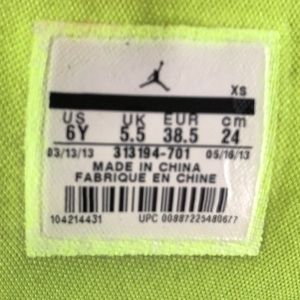 XS
US UK EUR cm
6Y 5.5 38.5 24
03/13/13 313194-701 05/16/13
MADE IN CHINA
FABRIQUE EN CHINE
104214431 UPC 00887225480677